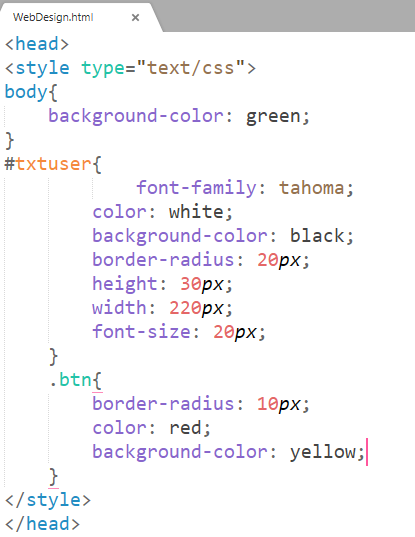 WebDesign.html ×
<head>
<style type="text/css">
body{
    background-color: green;
}
#txtuser{
            font-family: tahoma;
        color: white;
        background-color: black;
        border-radius: 20px;
        height: 30px;
        width: 220px;
        font-size: 20px;
    }
    .btn{
        border-radius: 10px;
        color: red;
        background-color: yellow;
    }
</style>
</head>